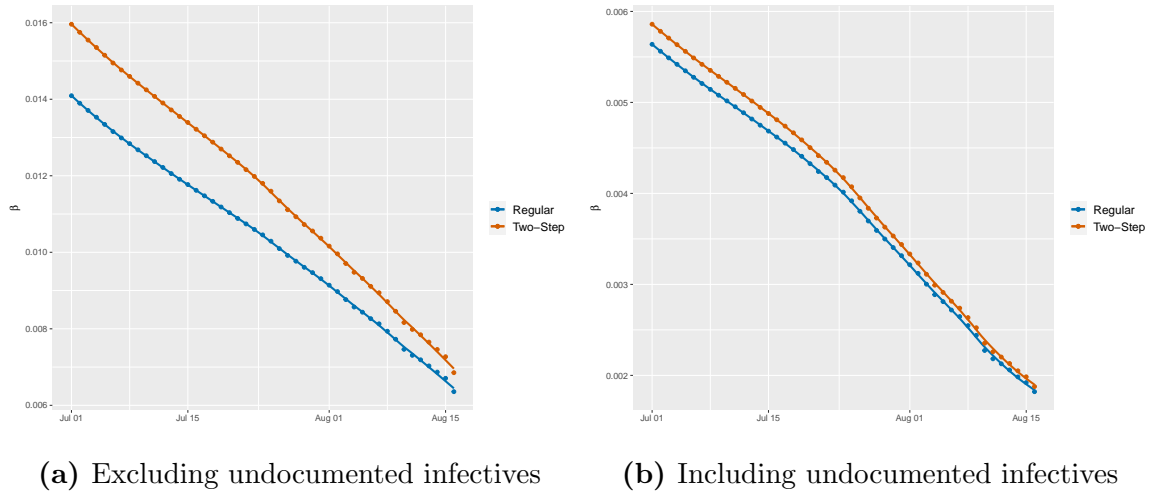 0.016
0.014
0.012
0.010
0.008
0.006
β
Jul 01
Jul 15
Aug 01
Aug 15
Regular
Two−Step
(a) Excluding undocumented infectives
0.006
0.005
0.004
0.003
0.002
β
Jul 01
Jul 15
Aug 01
Aug 15
Regular
Two−Step
(b) Including undocumented infectives